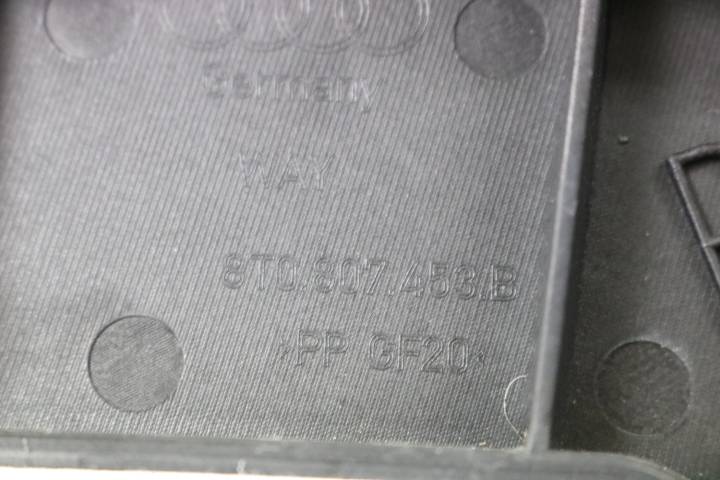 Germany
WAY
8T0.807.453.B
>PP GF20<